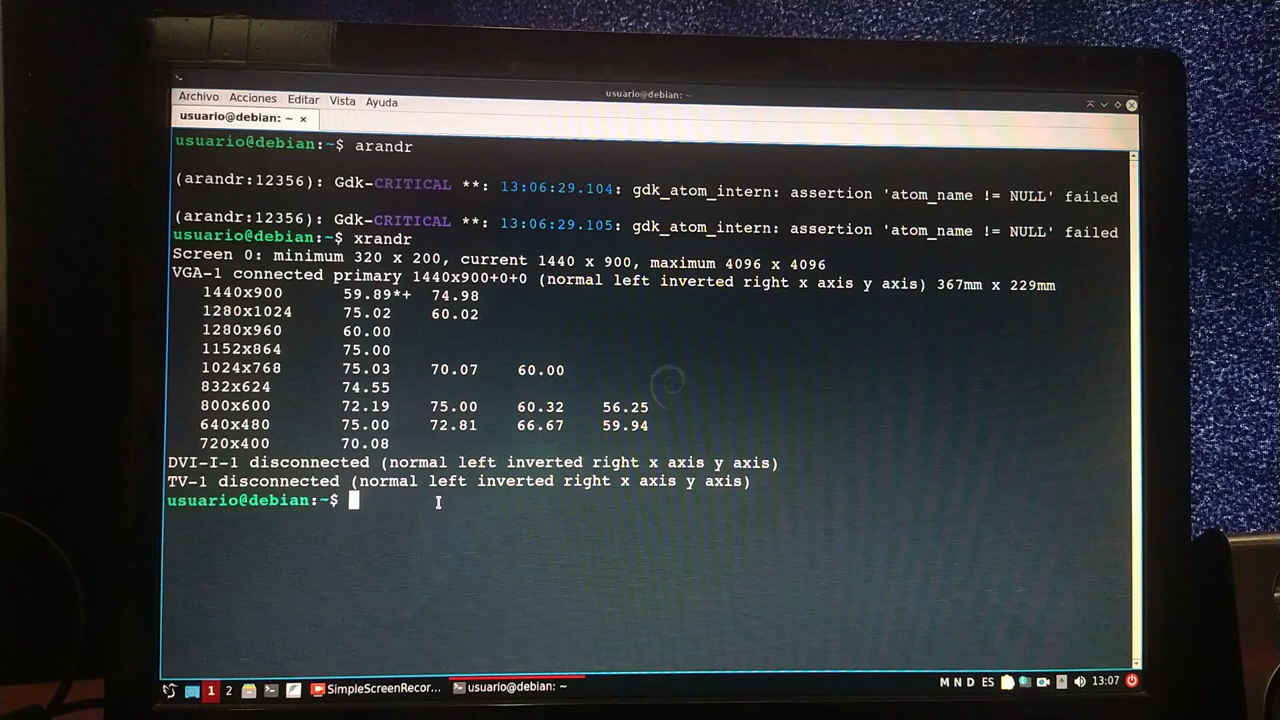 usuario@debian: ~
Archivo Acciones Editar Vista Ayuda
usuario@debian: ~ ×
usuario@debian:~$ arandr
(arandr:12356): Gdk-CRITICAL **: 13:06:29.104: gdk_atom_intern: assertion 'atom_name != NULL' failed
(arandr:12356): Gdk-CRITICAL **: 13:06:29.105: gdk_atom_intern: assertion 'atom_name != NULL' failed
usuario@debian:~$ xrandr
Screen 0: minimum 320 x 200, current 1440 x 900, maximum 4096 x 4096
VGA-1 connected primary 1440x900+0+0 (normal left inverted right x axis y axis) 367mm x 229mm
1440x900 59.89*+ 74.98
1280x1024 75.02 60.02
1280x960 60.00
1152x864 75.00
1024x768 75.03 70.07 60.00
832x624 74.55
800x600 72.19 75.00 60.32 56.25
640x480 75.00 72.81 66.67 59.94
720x400 70.08
DVI-I-1 disconnected (normal left inverted right x axis y axis)
TV-1 disconnected (normal left inverted right x axis y axis)
usuario@debian:~$
1 2 SimpleScreenRecor... usuario@debian: ~ M N D ES 13:07